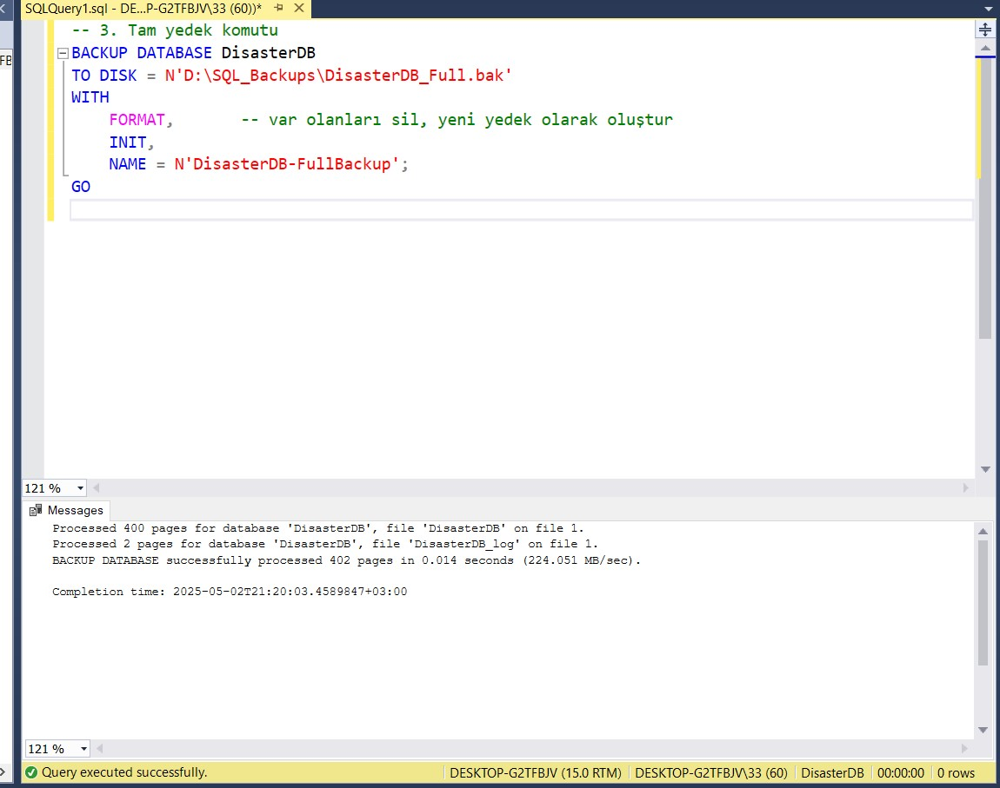 SQLQuery1.sql - DE...P-G2TFBJV\33 (60))*
FB
-- 3. Tam yedek komutu
BACKUP DATABASE DisasterDB
TO DISK = N'D:\SQL_Backups\DisasterDB_Full.bak'
WITH
FORMAT, -- var olanları sil, yeni yedek olarak oluştur
INIT,
NAME = N'DisasterDB-FullBackup';
GO
121 %
Messages
Processed 400 pages for database 'DisasterDB', file 'DisasterDB' on file 1.
Processed 2 pages for database 'DisasterDB', file 'DisasterDB_log' on file 1.
BACKUP DATABASE successfully processed 402 pages in 0.014 seconds (224.051 MB/sec).
Completion time: 2025-05-02T21:20:03.4589847+03:00
121 %
Query executed successfully. DESKTOP-G2TFBJV (15.0 RTM) DESKTOP-G2TFBJV\33 (60) DisasterDB 00:00:00 0 rows